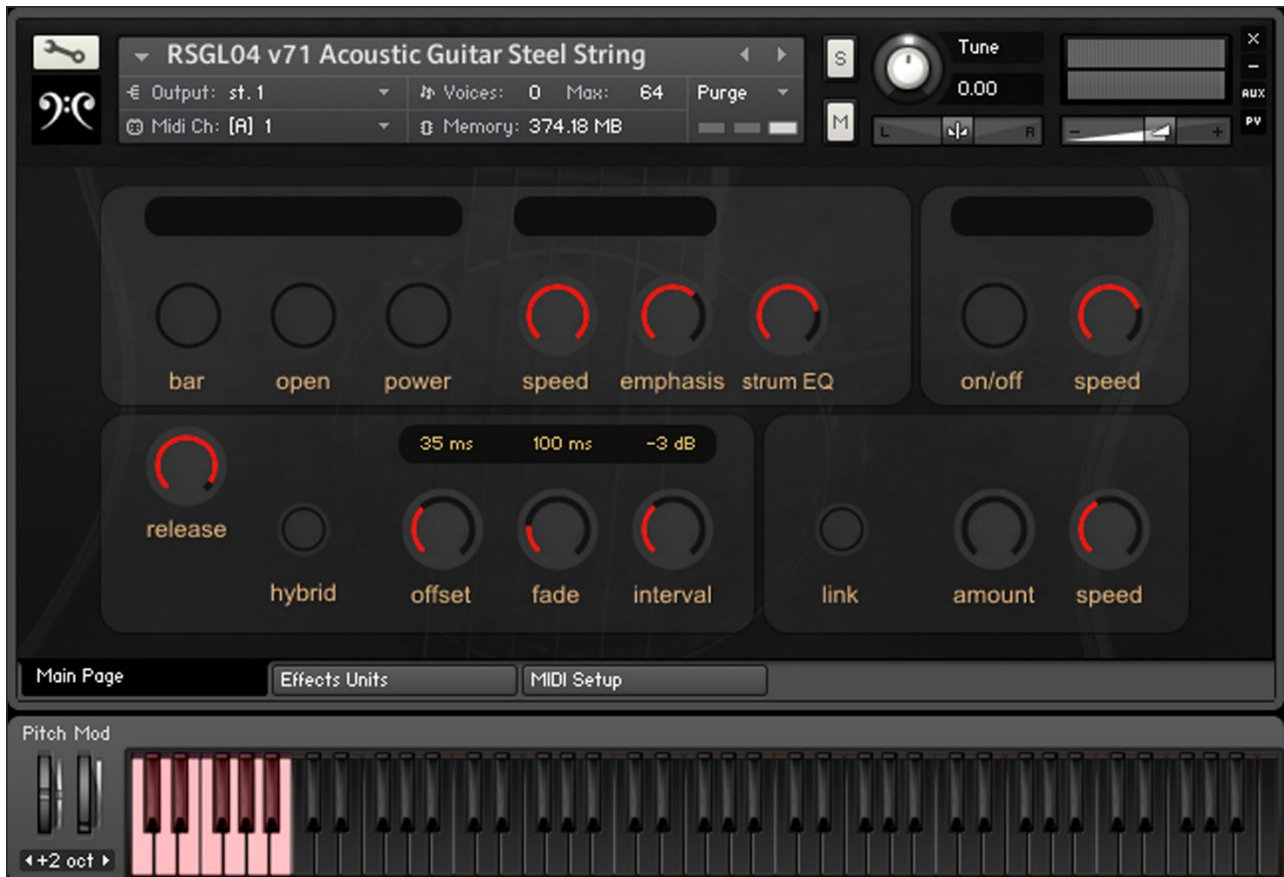 RSGL04 v71 Acoustic Guitar Steel String
Output: st. 1 Voices: 0 Max: 64 Purge
Midi Ch: [A] 1 Memory: 374.18 MB
S
M
Tune
0.00
L R
- +
x
-
AUX
PV
bar open power speed emphasis strum EQ on/off speed
35 ms 100 ms -3 dB
release
hybrid offset fade interval link amount speed
Main Page Effects Units MIDI Setup
Pitch Mod
+2 oct